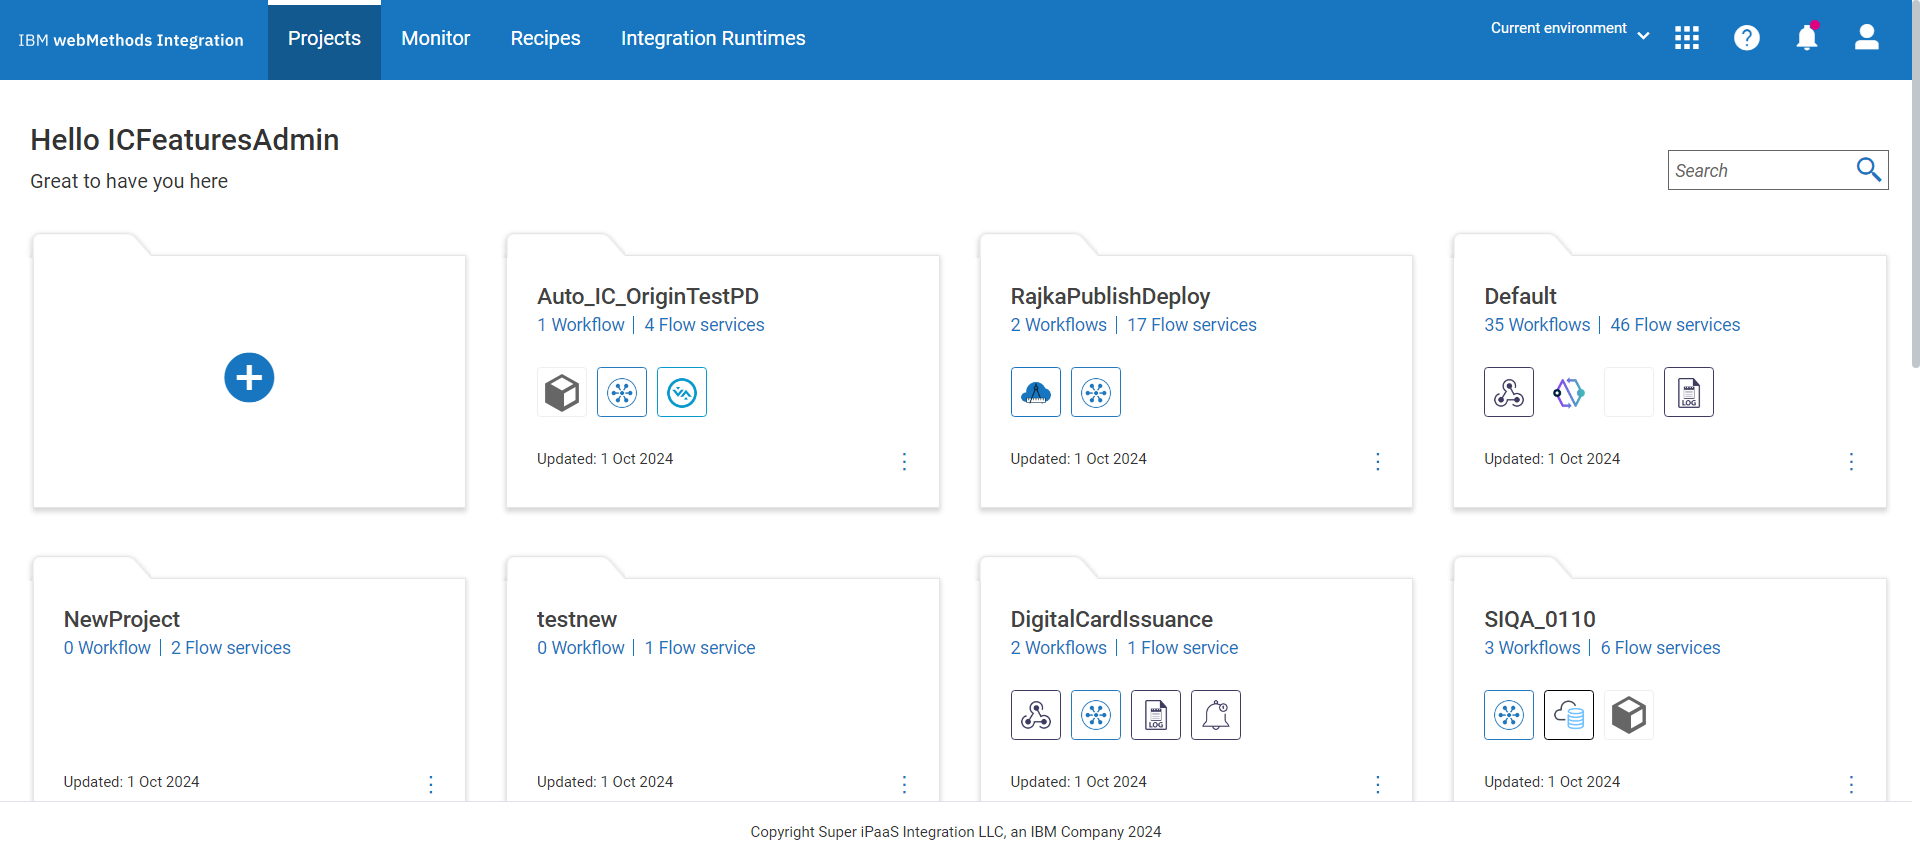 IBM webMethods Integration
Projects
Monitor
Recipes
Integration Runtimes
Current environment
?
Hello ICFeaturesAdmin
Great to have you here
Search
Auto_IC_OriginTestPD
1 Workflow | 4 Flow services
Updated: 1 Oct 2024
RajkaPublishDeploy
2 Workflows | 17 Flow services
Updated: 1 Oct 2024
Default
35 Workflows | 46 Flow services
LOG
Updated: 1 Oct 2024
NewProject
0 Workflow | 2 Flow services
Updated: 1 Oct 2024
testnew
0 Workflow | 1 Flow service
Updated: 1 Oct 2024
DigitalCardIssuance
2 Workflows | 1 Flow service
LOG
Updated: 1 Oct 2024
SIQA_0110
3 Workflows | 6 Flow services
Updated: 1 Oct 2024
Copyright Super iPaaS Integration LLC, an IBM Company 2024